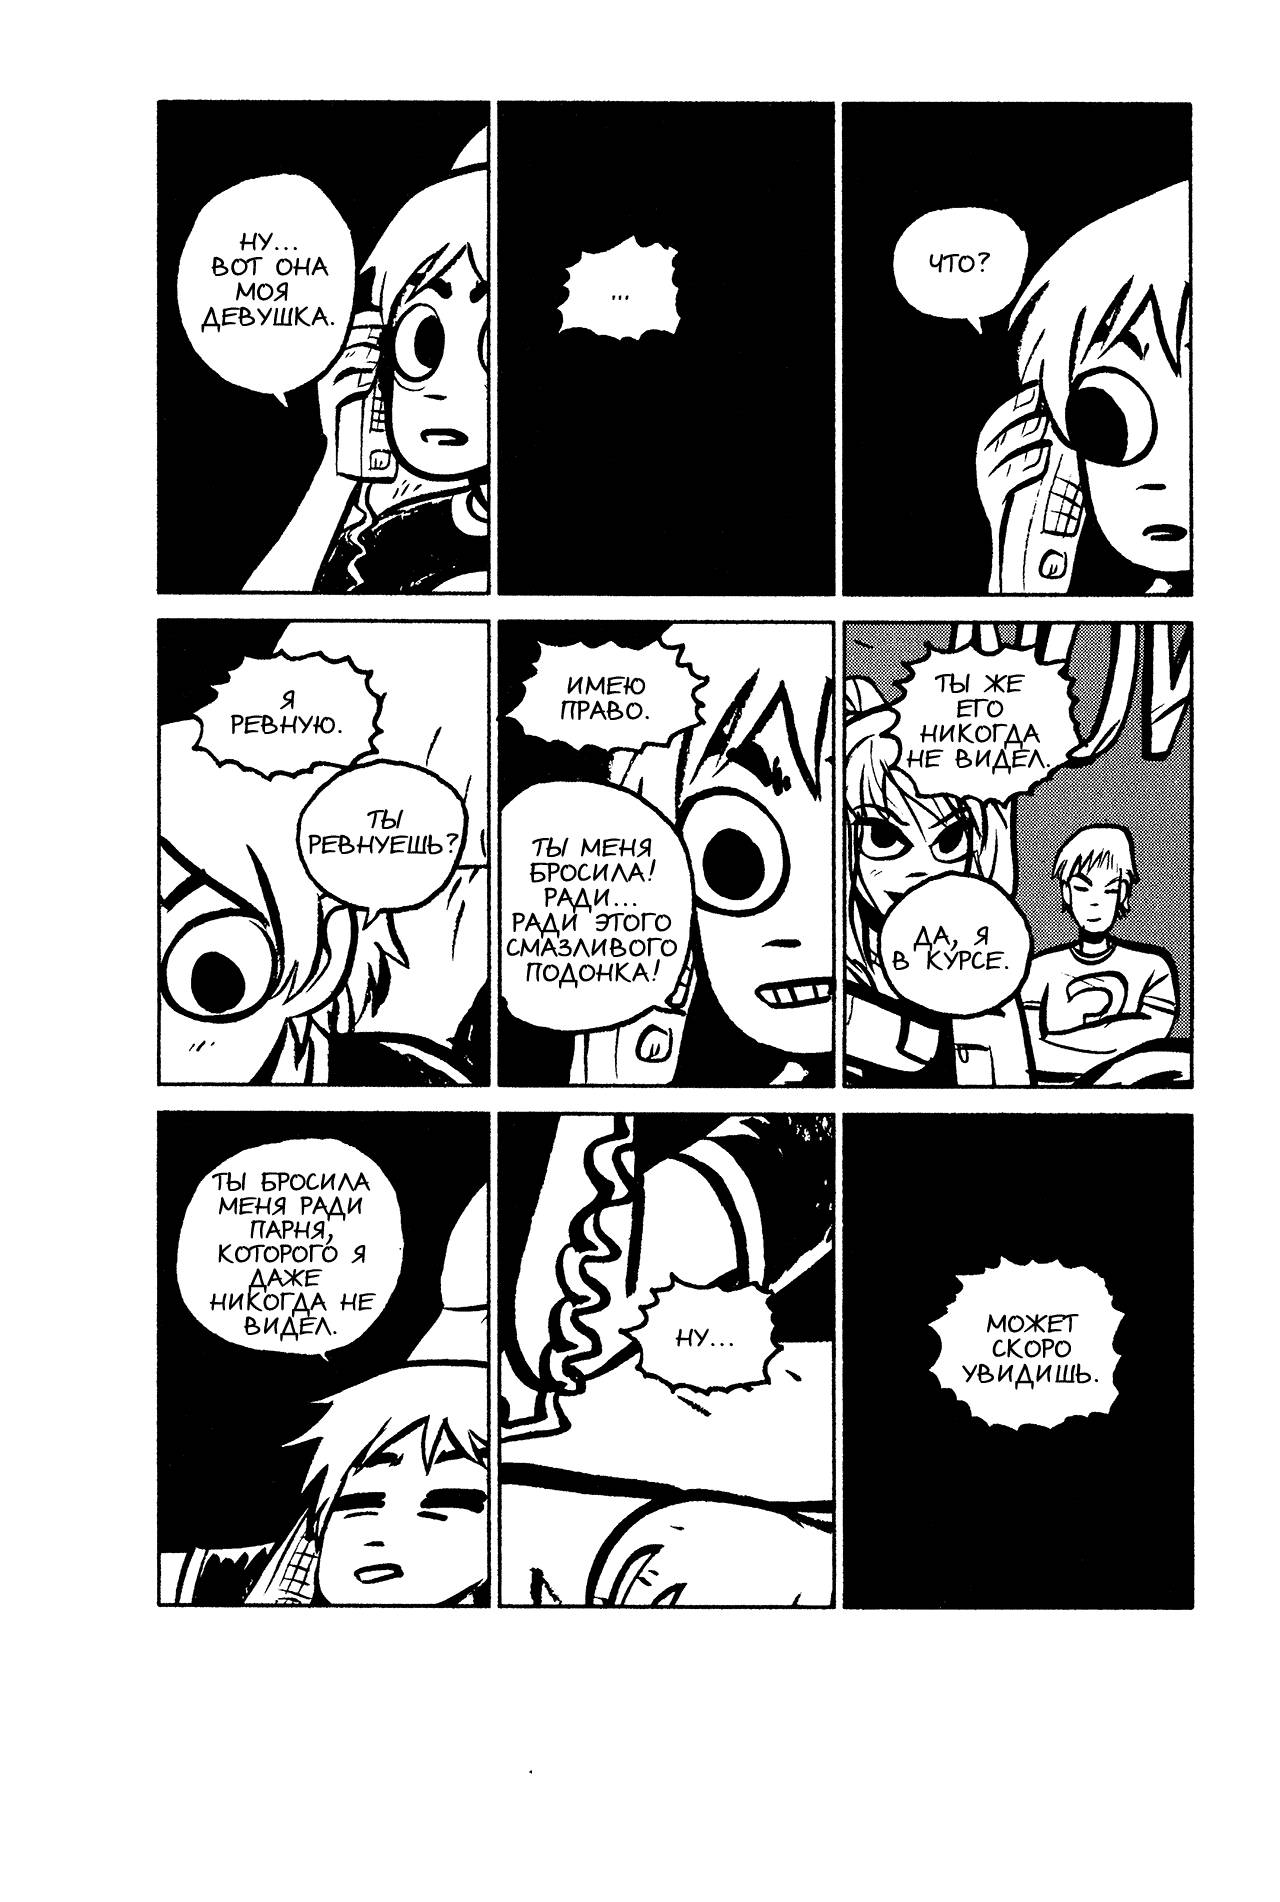 НУ...
ВОТ ОНА
МОЯ
ДЕВУШКА.
...
ЧТО?
Я
РЕВНУЮ.
ТЫ
РЕВНУЕШЬ?
ИМЕЮ
ПРАВО.
ТЫ МЕНЯ
БРОСИЛА!
РАДИ...
РАДИ ЭТОГО
СМАЗЛИВОГО
ПОДОНКА!
ТЫ ЖЕ
ЕГО
НИКОГДА
НЕ ВИДЕЛ.
ДА, Я
В КУРСЕ.
?
ТЫ БРОСИЛА
МЕНЯ РАДИ
ПАРНЯ,
КОТОРОГО Я
ДАЖЕ
НИКОГДА НЕ
ВИДЕЛ.
НУ...
МОЖЕТ
СКОРО
УВИДИШЬ.